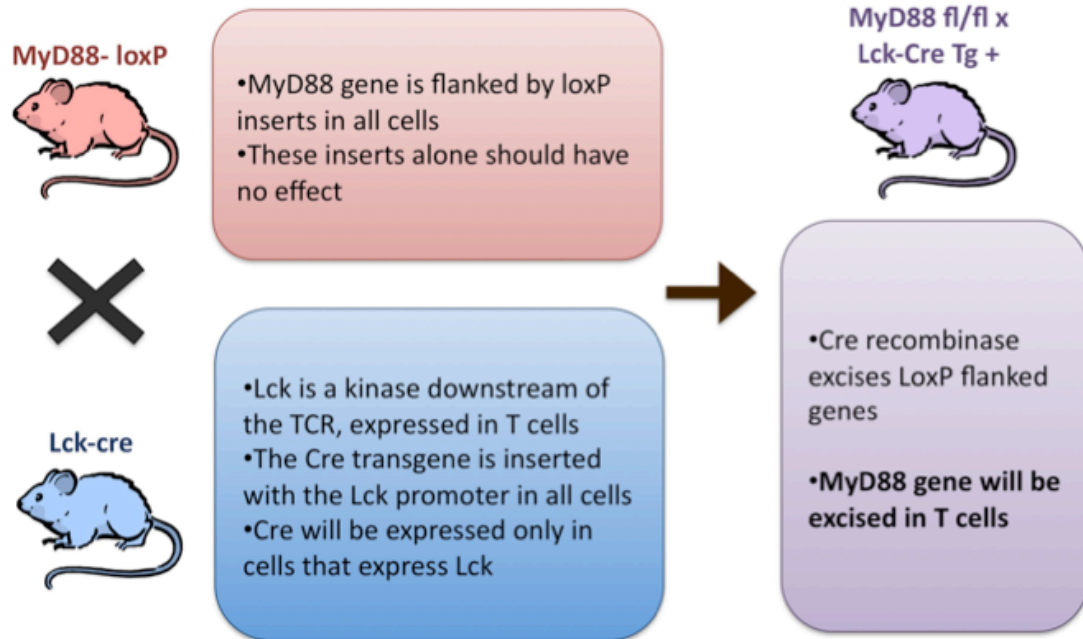 MyD88- loxP
•MyD88 gene is flanked by loxP
inserts in all cells
•These inserts alone should have
no effect
Lck-cre
•Lck is a kinase downstream of
the TCR, expressed in T cells
•The Cre transgene is inserted
with the Lck promoter in all cells
•Cre will be expressed only in
cells that express Lck
MyD88 fl/fl x
Lck-Cre Tg +
•Cre recombinase
excises LoxP flanked
genes
•MyD88 gene will be
excised in T cells